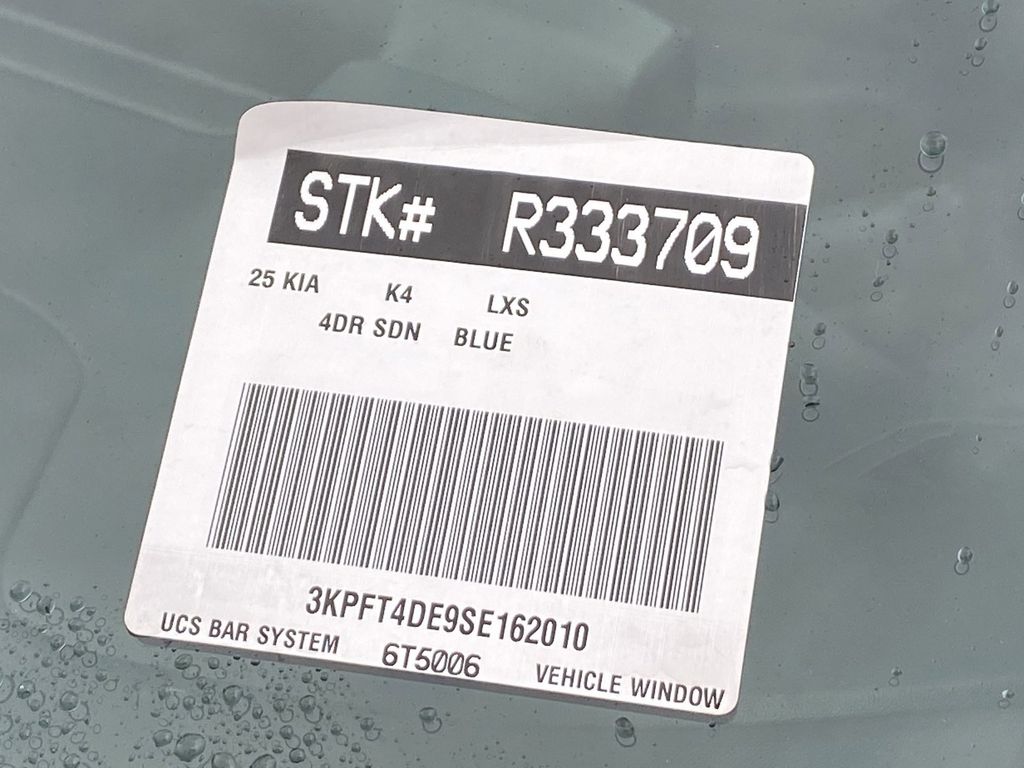 STK# R333709
25 KIA K4 LXS
4DR SDN BLUE
3KPFT4DE9SE162010
UCS BAR SYSTEM 6T5006 VEHICLE WINDOW